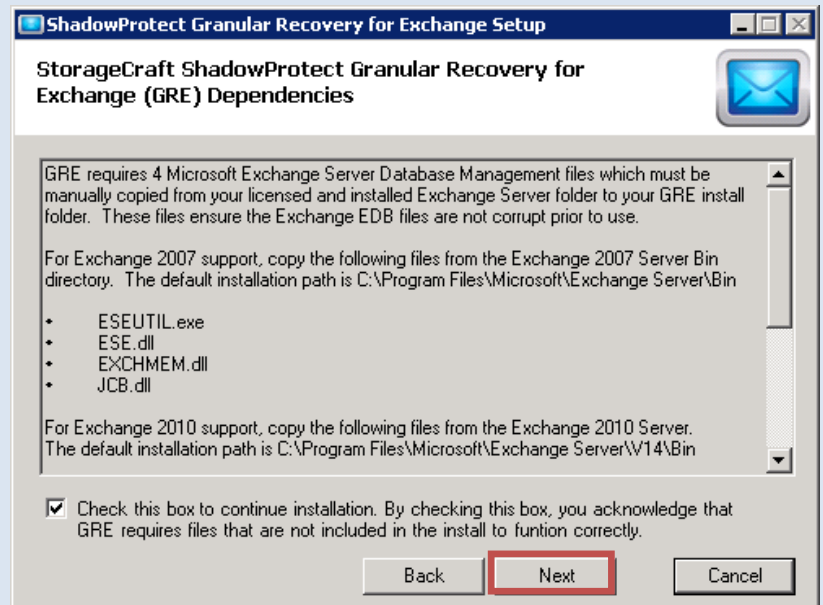 ShadowProtect Granular Recovery for Exchange Setup
StorageCraft ShadowProtect Granular Recovery for
Exchange (GRE) Dependencies
GRE requires 4 Microsoft Exchange Server Database Management files which must be
manually copied from your licensed and installed Exchange Server folder to your GRE install
folder. These files ensure the Exchange EDB files are not corrupt prior to use.
For Exchange 2007 support, copy the following files from the Exchange 2007 Server Bin
directory. The default installation path is C:\Program Files\Microsoft\Exchange Server\Bin
• ESEUTIL.exe
• ESE.dll
• EXCHMEM.dll
• JCB.dll
For Exchange 2010 support, copy the following files from the Exchange 2010 Server.
The default installation path is C:\Program Files\Microsoft\Exchange Server\V14\Bin
Check this box to continue installation. By checking this box, you acknowledge that
GRE requires files that are not included in the install to funtion correctly.
Back Next Cancel